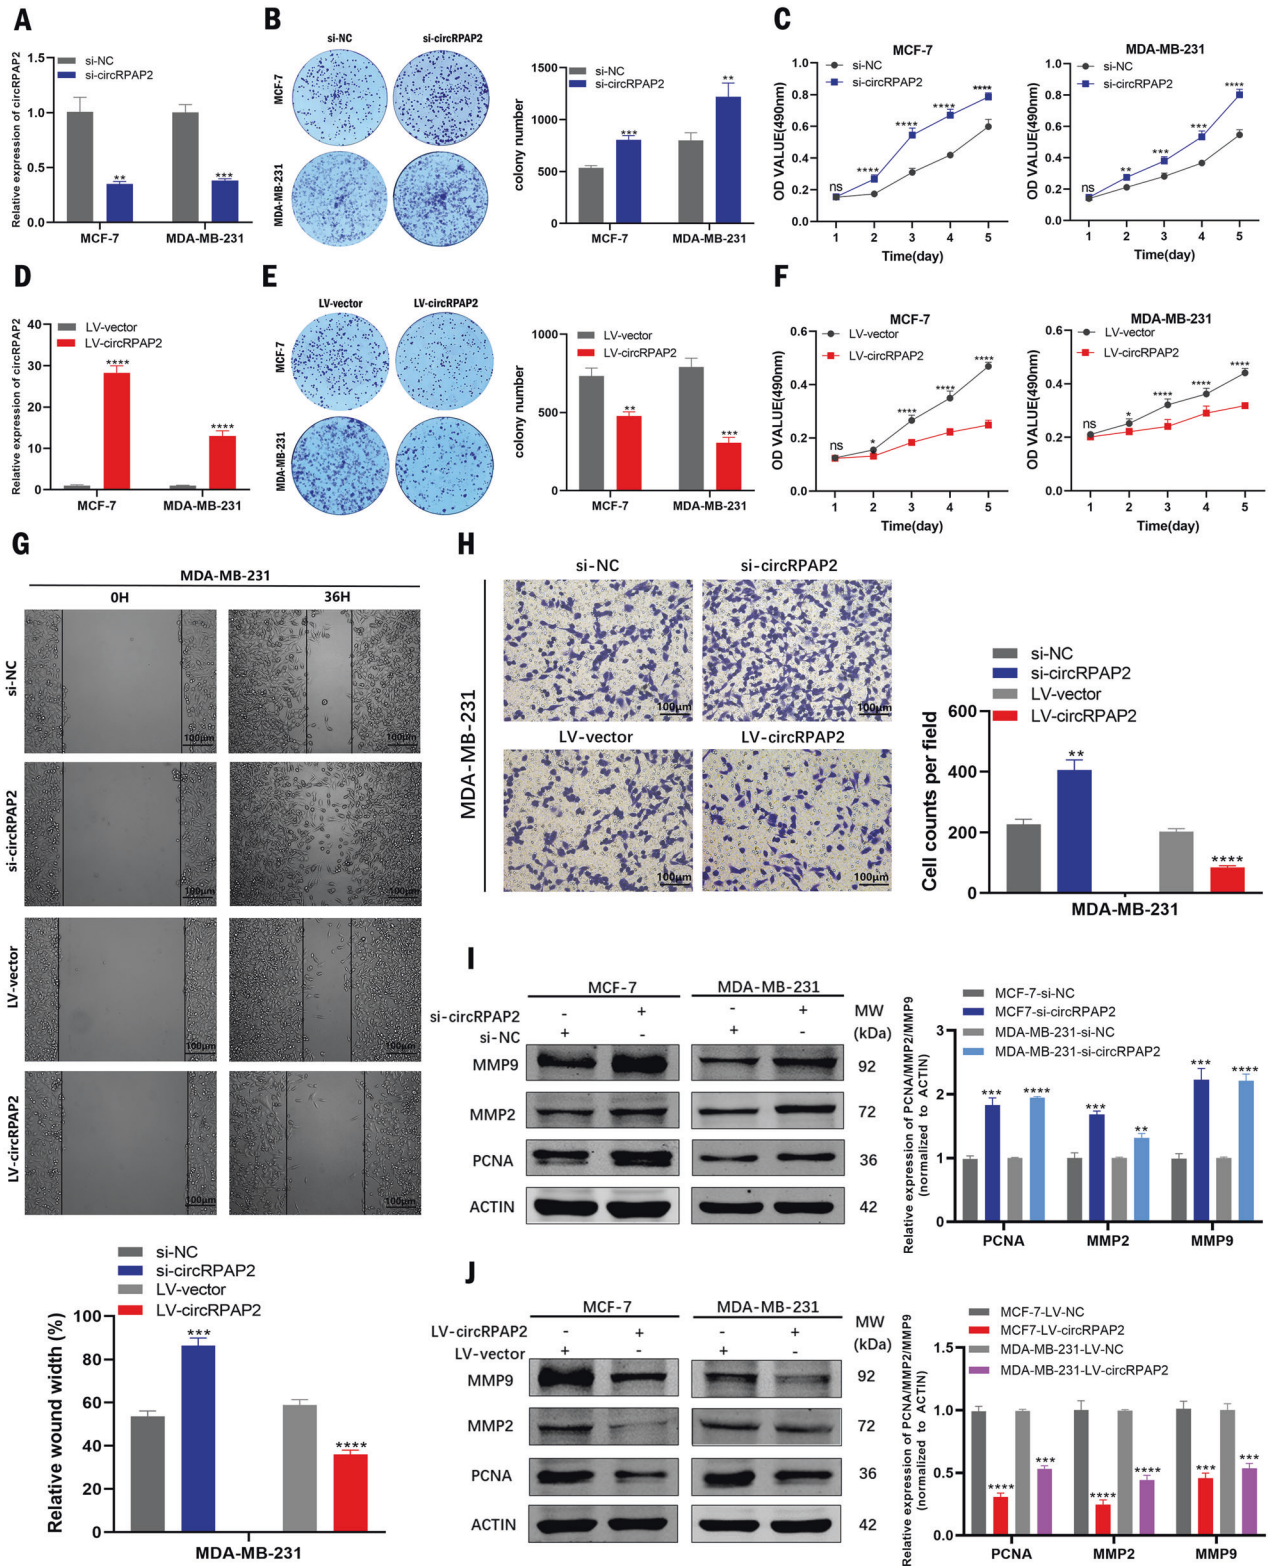 A
Relative expression of circRPAP2
si-NC
si-circRPAP2
1.5
1.0
0.5
0.0
**
***
MCF-7
MDA-MB-231
B
si-NC
si-circRPAP2
MCF-7
MDA-MB-231
colony number
si-NC
si-circRPAP2
1500
1000
500
0
***
**
MCF-7
MDA-MB-231
C
MCF-7
si-NC
si-circRPAP2
OD VALUE(490nm)
1.0
0.8
0.6
0.4
0.2
0.0
ns
****
****
****
****
1 2 3 4 5
Time(day)
MDA-MB-231
si-NC
si-circRPAP2
OD VALUE(490nm)
1.0
0.8
0.6
0.4
0.2
0.0
ns
**
***
***
****
1 2 3 4 5
Time(day)
D
Relative expression of circRPAP2
LV-vector
LV-circRPAP2
40
30
20
10
0
****
****
MCF-7
MDA-MB-231
E
LV-vector
LV-circRPAP2
MCF-7
MDA-MB-231
colony number
LV-vector
LV-circRPAP2
1000
500
0
**
***
MCF-7
MDA-MB-231
F
MCF-7
LV-vector
LV-circRPAP2
OD VALUE(490nm)
0.6
0.4
0.2
0.0
ns
*
****
****
****
1 2 3 4 5
Time(day)
MDA-MB-231
LV-vector
LV-circRPAP2
OD VALUE(490nm)
0.6
0.4
0.2
0.0
ns
*
****
****
****
1 2 3 4 5
Time(day)
G
MDA-MB-231
0H 36H
si-NC
100μm
100μm
si-circRPAP2
100μm
100μm
LV-vector
100μm
100μm
LV-circRPAP2
100μm
100μm
si-NC
si-circRPAP2
LV-vector
LV-circRPAP2
Relative wound width (%)
100
80
60
40
20
0
***
****
MDA-MB-231
H
MDA-MB-231
si-NC
si-circRPAP2
100μm
100μm
LV-vector
LV-circRPAP2
100μm
100μm
si-NC
si-circRPAP2
LV-vector
LV-circRPAP2
Cell counts per field
600
400
200
0
**
****
MDA-MB-231
I
MCF-7 MDA-MB-231
si-circRPAP2 - + - + MW
si-NC + - + - (kDa)
MMP9 92
MMP2 72
PCNA 36
ACTIN 42
MCF-7-si-NC
MCF7-si-circRPAP2
MDA-MB-231-si-NC
MDA-MB-231-si-circRPAP2
Relative expression of PCNA/MMP2/MMP9
(normalized to ACTIN)
3
2
1
0
***
****
***
**
***
****
PCNA MMP2 MMP9
J
MCF-7 MDA-MB-231
LV-circRPAP2 - + - + MW
LV-vector + - + - (kDa)
MMP9 92
MMP2 72
PCNA 36
ACTIN 42
MCF-7-LV-NC
MCF7-LV-circRPAP2
MDA-MB-231-LV-NC
MDA-MB-231-LV-circRPAP2
Relative expression of PCNA/MMP2/MMP9
(normalized to ACTIN)
1.5
1.0
0.5
0.0
****
***
****
****
***
***
PCNA MMP2 MMP9